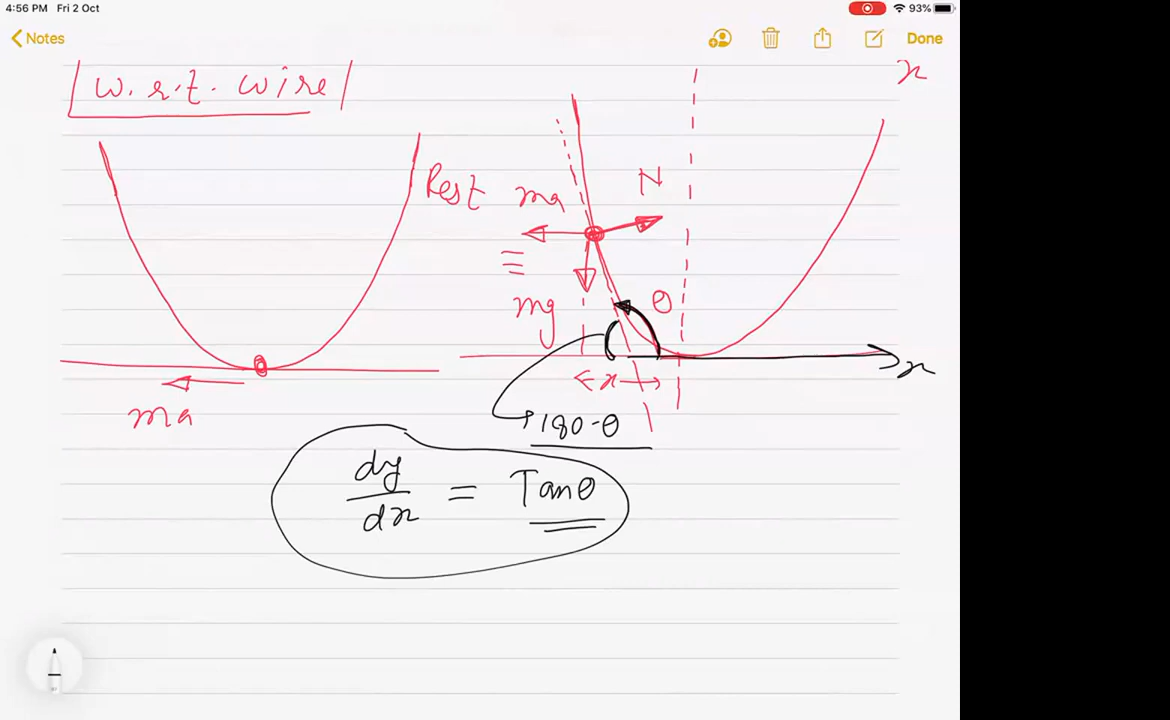 4:56 PM Fri 2 Oct
93%
Notes
Done
w.r.t. wire
x
Rest
ma
N
mg
θ
x
x
ma
180-θ
dy/dx = Tanθ